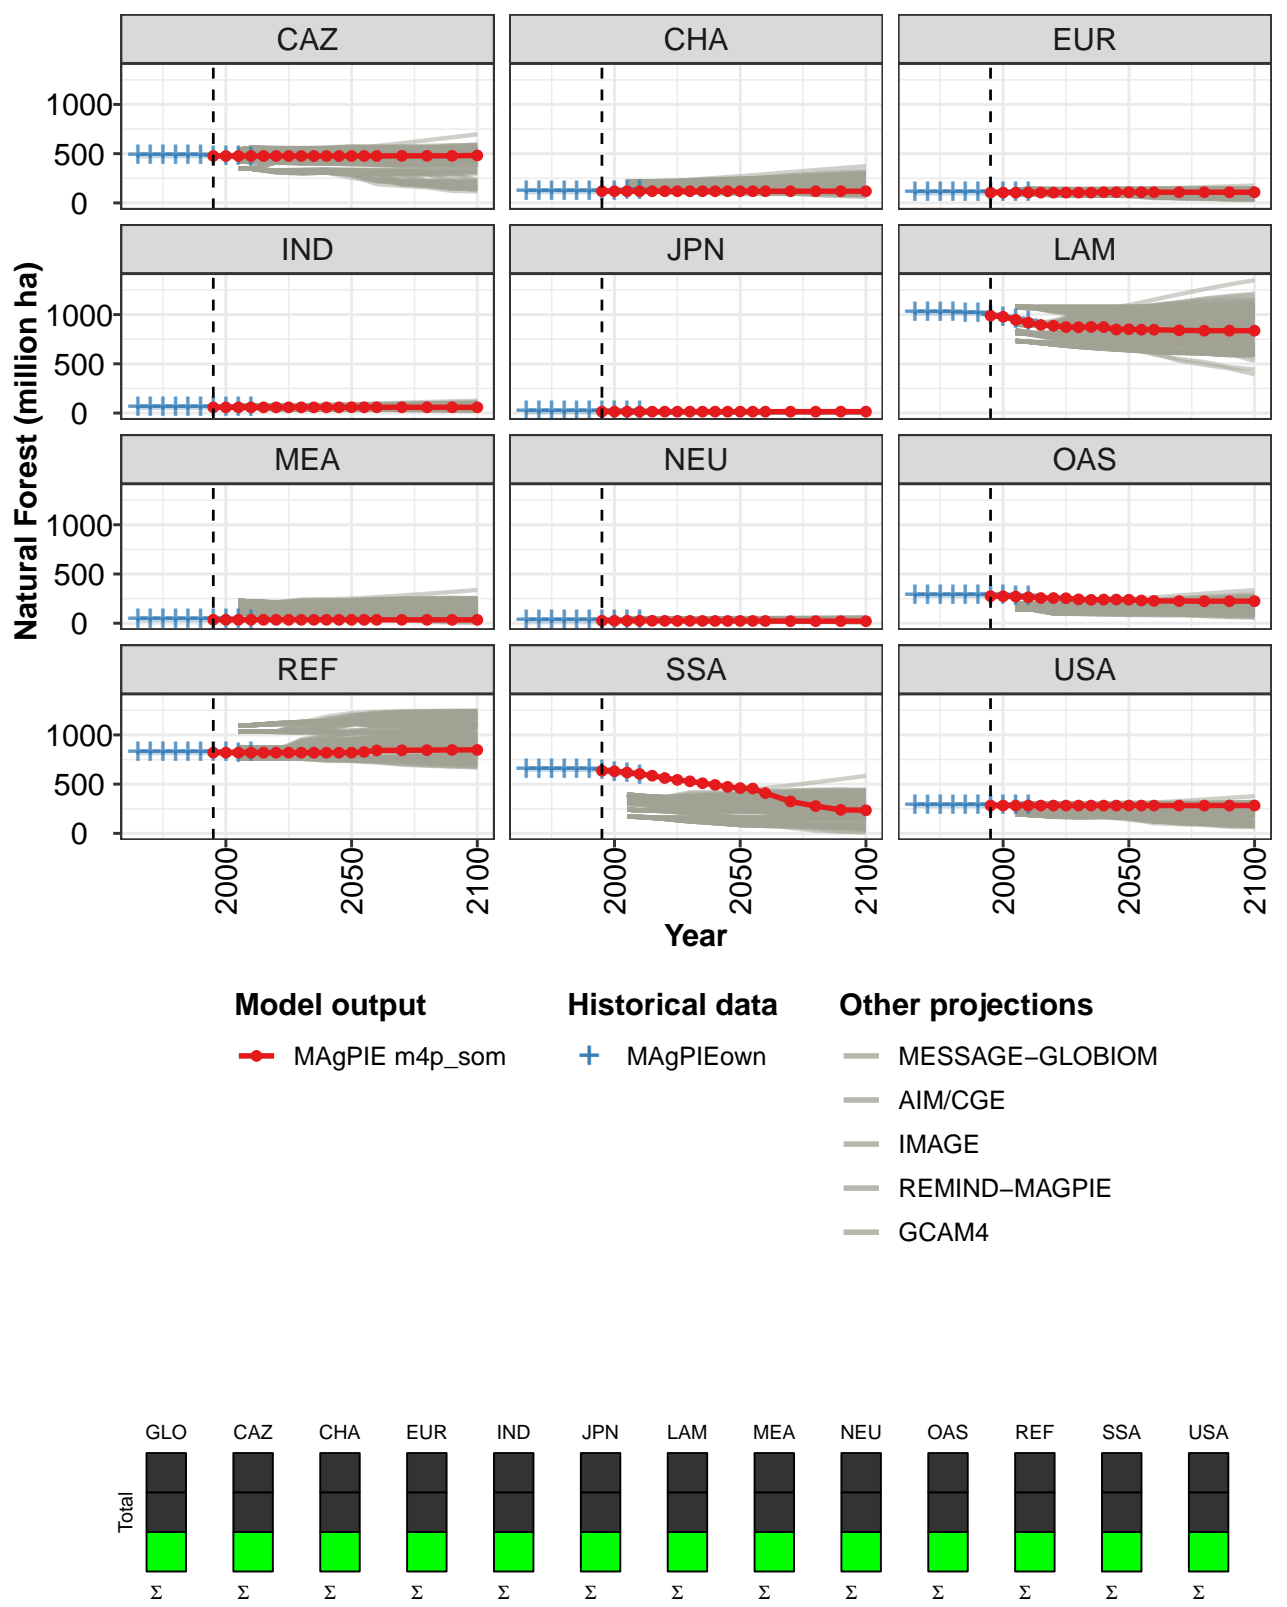 CAZ CHA EUR
1000
500
0
IND JPN LAM
1000
500
0
MEA NEU OAS
1000
500
0
REF SSA USA
1000
500
0
Natural Forest (million ha)
2000 2050 2100 2000 2050 2100 2000 2050 2100
Year
Model output Historical data Other projections
MAgPIE m4p_som MAgPIEown MESSAGE−GLOBIOM
AIM/CGE
IMAGE
REMIND−MAGPIE
GCAM4
GLO CAZ CHA EUR IND JPN LAM MEA NEU OAS REF SSA USA
Total
Σ Σ Σ Σ Σ Σ Σ Σ Σ Σ Σ Σ Σ